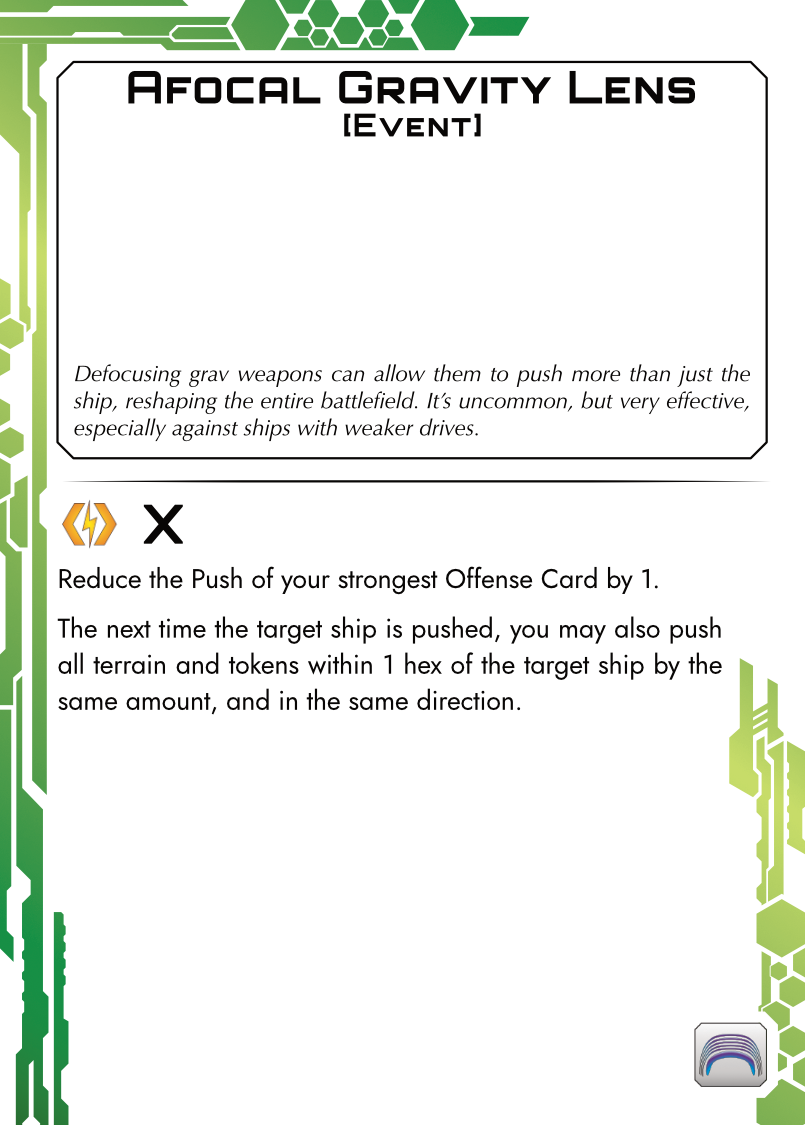 Afocal Gravity Lens
[Event]
Defocusing grav weapons can allow them to push more than just the
ship, reshaping the entire battlefield. It's uncommon, but very effective,
especially against ships with weaker drives.
X
Reduce the Push of your strongest Offense Card by 1.
The next time the target ship is pushed, you may also push
all terrain and tokens within 1 hex of the target ship by the
same amount, and in the same direction.